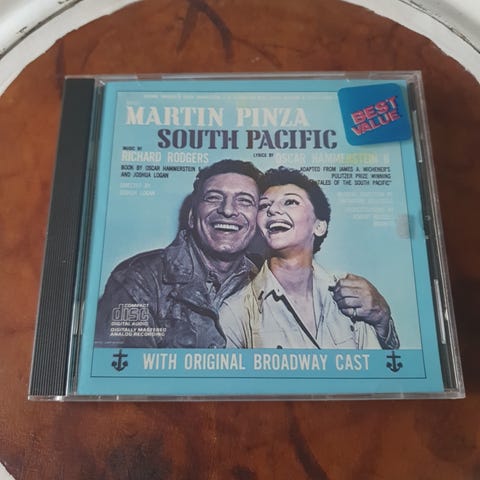 MARTIN PINZA
BEST
VALUE
SOUTH PACIFIC
MUSIC BY
LYRICS BY
RICHARD RODGERS
OSCAR HAMMERSTEIN II
BOOK BY OSCAR HAMMERSTEIN II
AND JOSHUA LOGAN
DIRECTED BY
JOSHUA LOGAN
ADAPTED FROM JAMES A. MICHENER'S
PULITZER PRIZE WINNING
"TALES OF THE SOUTH PACIFIC"
COMPACT
disc
DIGITAL AUDIO
DIGITALLY MASTERED
ANALOG RECORDING
WITH ORIGINAL BROADWAY CAST